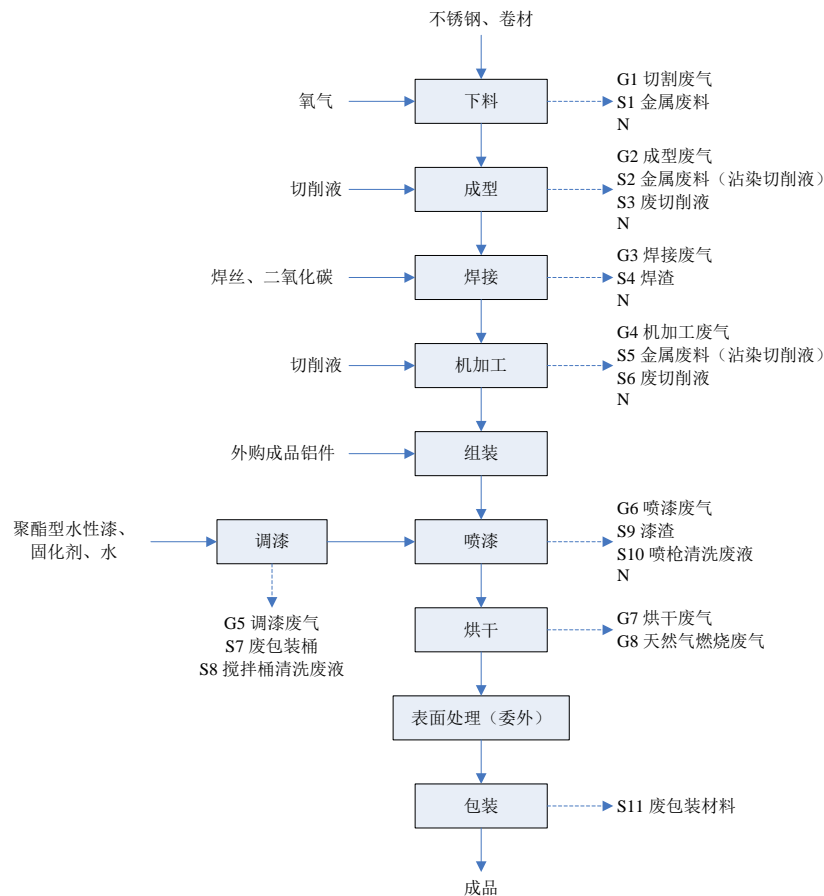 不锈钢、卷材
氧气
下料
G1 切割废气
S1 金属废料
N
切削液
成型
G2 成型废气
S2 金属废料（沾染切削液）
S3 废切削液
N
焊丝、二氧化碳
焊接
G3 焊接废气
S4 焊渣
N
切削液
机加工
G4 机加工废气
S5 金属废料（沾染切削液）
S6 废切削液
N
外购成品铝件
组装
聚酯型水性漆、
固化剂、水
调漆
G5 调漆废气
S7 废包装桶
S8 搅拌桶清洗废液
喷漆
G6 喷漆废气
S9 漆渣
S10 喷枪清洗废液
N
烘干
G7 烘干废气
G8 天然气燃烧废气
表面处理（委外）
包装
S11 废包装材料
成品